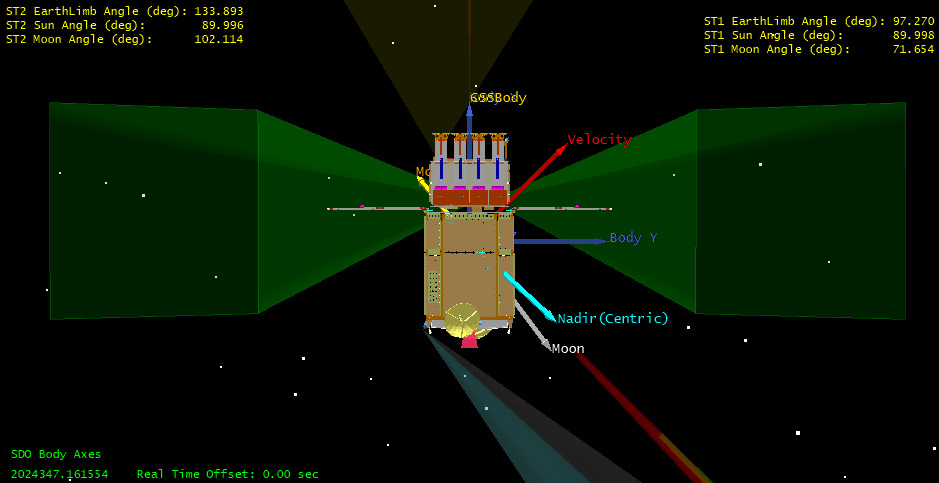 ST2 EarthLimb Angle (deg): 133.893
ST2 Sun Angle (deg): 89.996
ST2 Moon Angle (deg): 102.114
ST1 EarthLimb Angle (deg): 97.270
ST1 Sun Angle (deg): 89.998
ST1 Moon Angle (deg): 71.654
Velocity
Body Y
Nadir(Centric)
Moon
SDO Body Axes
2024347.161554 Real Time Offset: 0.00 sec